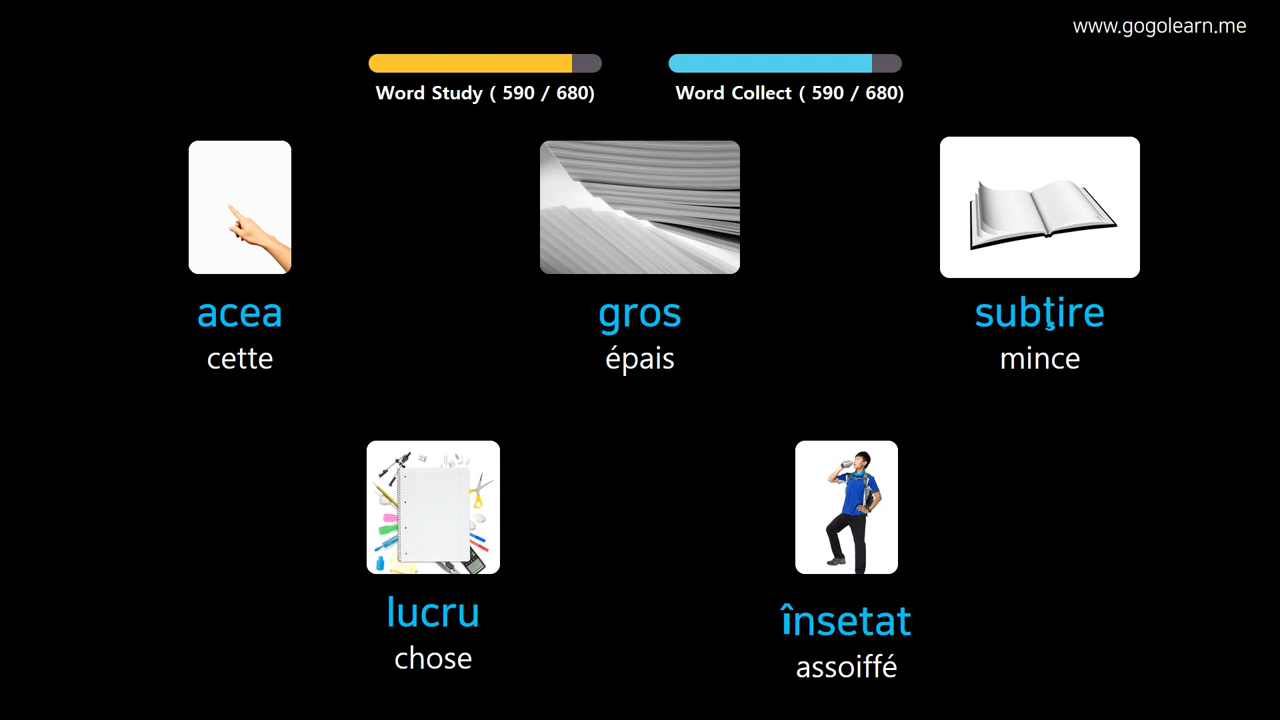 www.gogolearn.me
Word Study ( 590 / 680)
Word Collect ( 590 / 680)
acea
cette
gros
épais
subţire
mince
lucru
chose
însetat
assoiffé